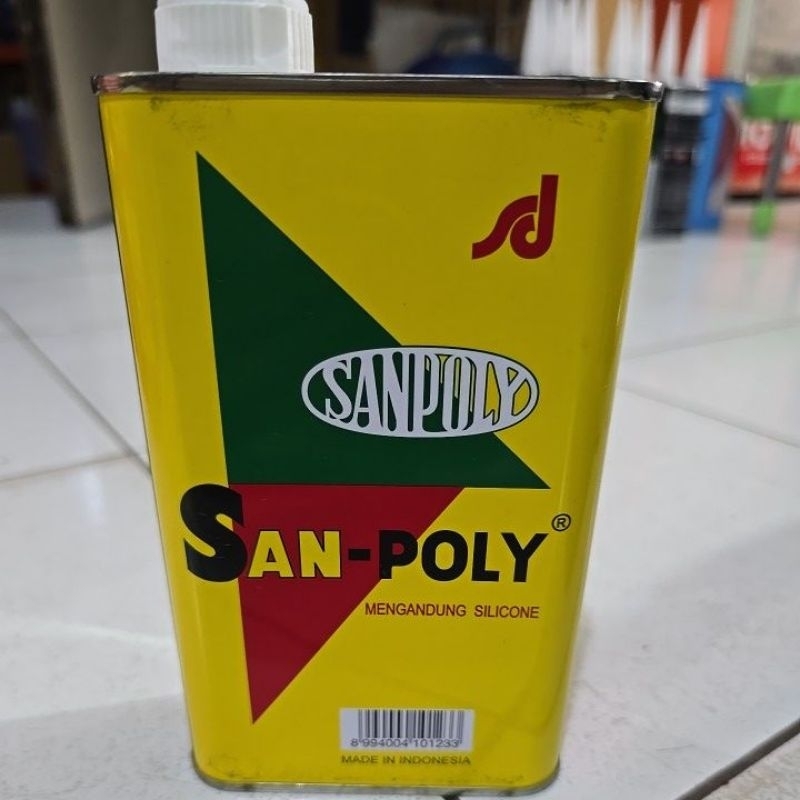 sd
SANPOLY
SAN-POLY®
MENGANDUNG SILICONE
8 994004 101233
MADE IN INDONESIA